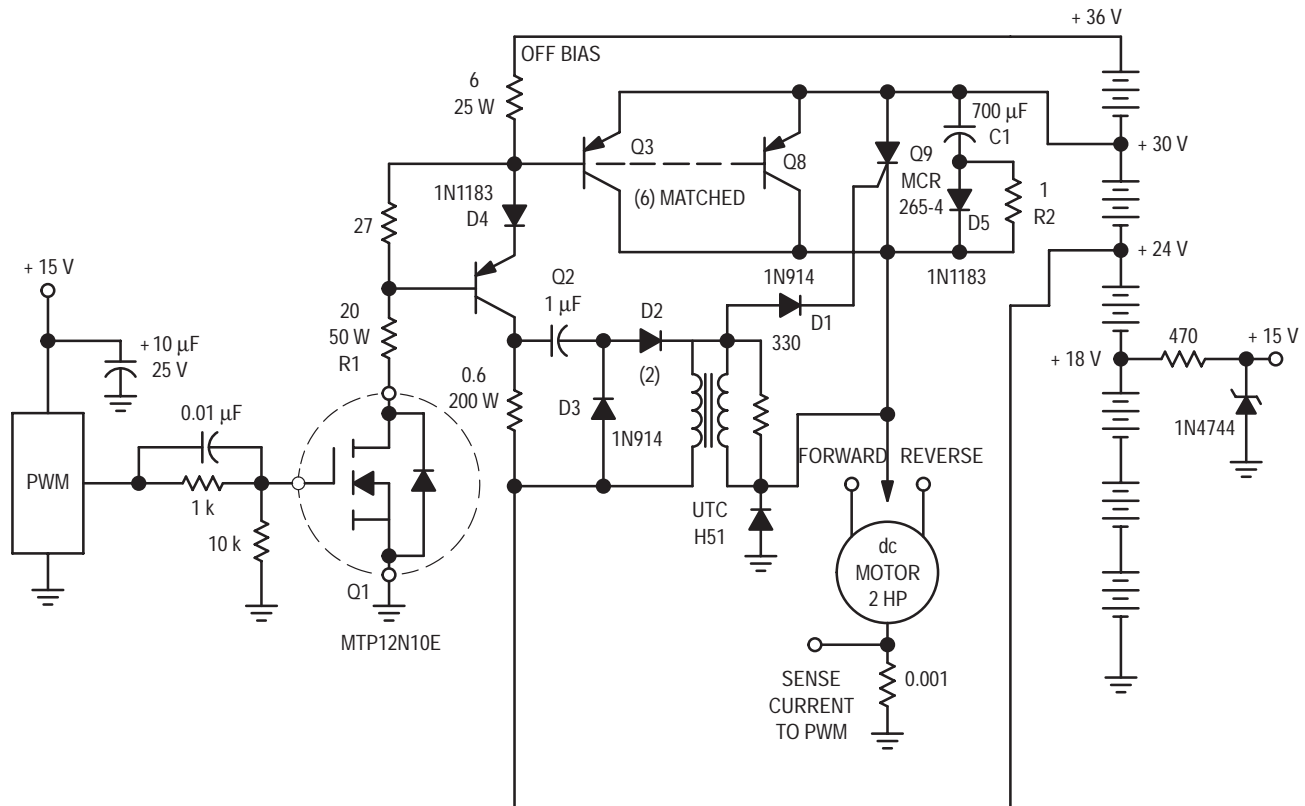 + 36 V
OFF BIAS
6
25 W
700 µF
C1
Q3
Q8
Q9
MCR
265-4
+ 30 V
(6) MATCHED
1N1183
D4
D5
1
R2
27
+ 24 V
+ 15 V
1N914
1N1183
Q2
1 µF
D2
D1
20
50 W
R1
330
+ 10 µF
25 V
+ 18 V
470
+ 15 V
(2)
0.6
200 W
D3
0.01 µF
1N914
1N4744
FORWARD
REVERSE
PWM
1 k
UTC
H51
10 k
dc
MOTOR
2 HP
Q1
MTP12N10E
SENSE
CURRENT
TO PWM
0.001